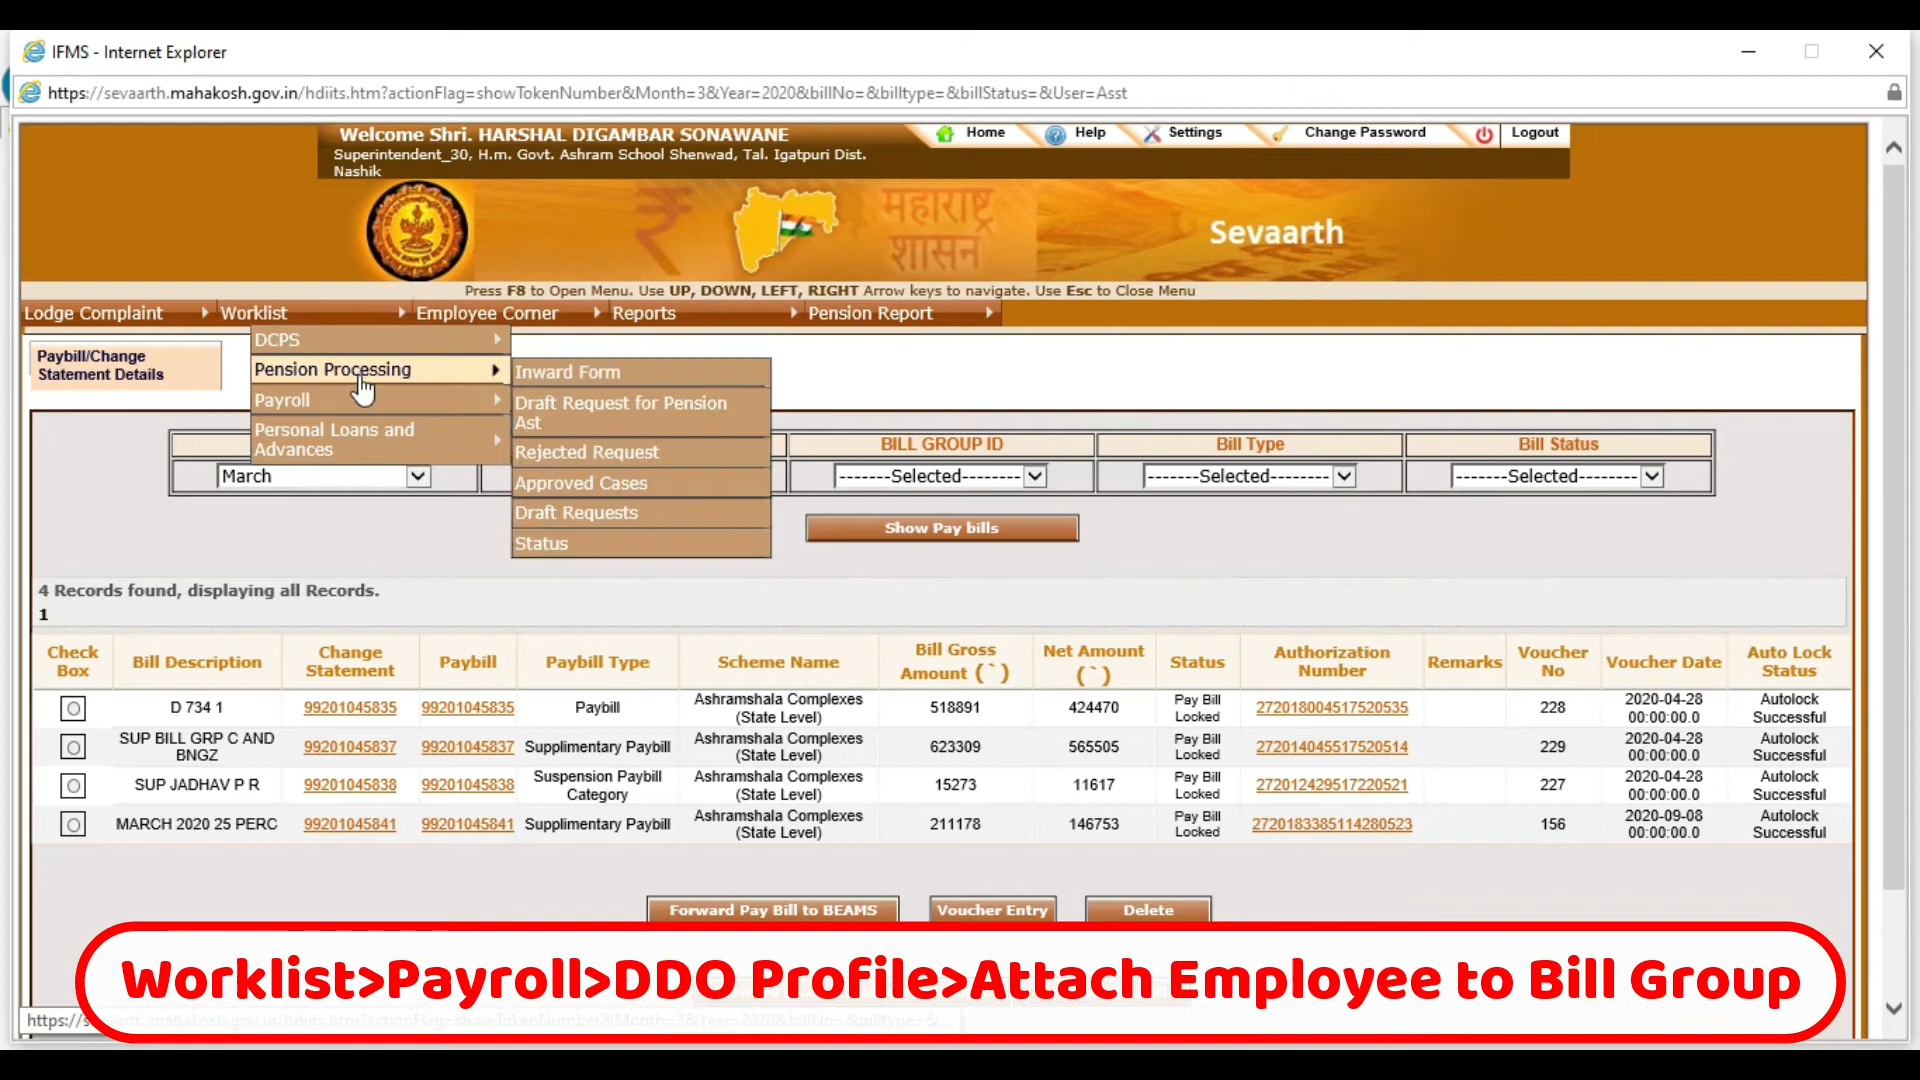 IFMS - Internet Explorer
https://sevaarth.mahakosh.gov.in/hdiits.htm?actionFlag=showTokenNumber&Month=3&Year=2020&billNo=&billtype=&billStatus=&User=Asst
Welcome Shri. HARSHAL DIGAMBAR SONAWANE
Home Help Settings Change Password Logout
Superintendent_30, H.m. Govt. Ashram School Shenwad, Tal. Igatpuri Dist.
Nashik
महाराष्ट्र
शासन
Sevaarth
Press F8 to Open Menu. Use UP, DOWN, LEFT, RIGHT Arrow keys to navigate. Use Esc to Close Menu
Lodge Complaint Worklist Employee Corner Reports Pension Report
Paybill/Change
Statement Details
DCPS
Pension Processing
Payroll
Personal Loans and
Advances
Inward Form
Draft Request for Pension
Ast
Rejected Request
Approved Cases
Draft Requests
Status
BILL GROUP ID Bill Type Bill Status
March -------Selected-------- -------Selected-------- -------Selected--------
Show Pay bills
4 Records found, displaying all Records.
1
Check Box Bill Description Change Statement Paybill Paybill Type Scheme Name Bill Gross Amount (`) Net Amount (`) Status Authorization Number Remarks Voucher No Voucher Date Auto Lock Status
D 734 1 99201045835 99201045835 Paybill Ashramshala Complexes (State Level) 518891 424470 Pay Bill Locked 272018004517520535 228 2020-04-28 00:00:00.0 Autolock Successful
SUP BILL GRP C AND BNGZ 99201045837 99201045837 Supplimentary Paybill Ashramshala Complexes (State Level) 623309 565505 Pay Bill Locked 272014045517520514 229 2020-04-28 00:00:00.0 Autolock Successful
SUP JADHAV P R 99201045838 99201045838 Suspension Paybill Category Ashramshala Complexes (State Level) 15273 11617 Pay Bill Locked 272012429517220521 227 2020-04-28 00:00:00.0 Autolock Successful
MARCH 2020 25 PERC 99201045841 99201045841 Supplimentary Paybill Ashramshala Complexes (State Level) 211178 146753 Pay Bill Locked 2720183385114280523 156 2020-09-08 00:00:00.0 Autolock Successful
Forward Pay Bill to BEAMS Voucher Entry Delete
Worklist>Payroll>DDO Profile>Attach Employee to Bill Group